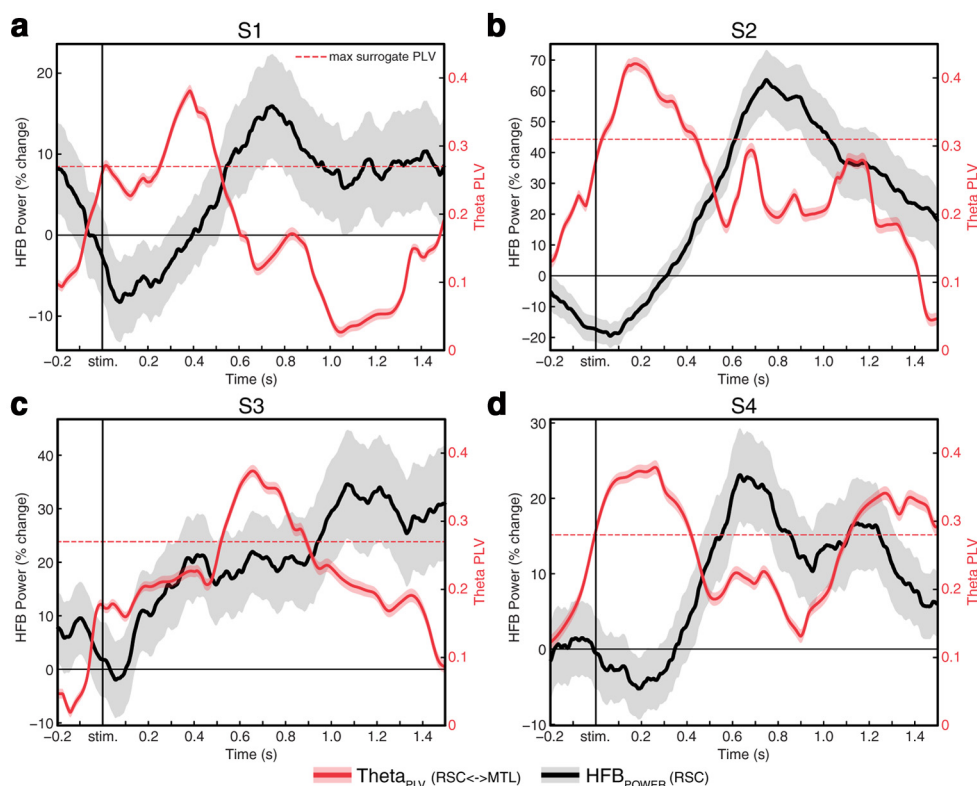 a
S1
max surrogate PLV
HFB Power (% change)
20
10
0
−10
0.4
0.3
0.2
0.1
0
Theta PLV
−0.2 stim. 0.2 0.4 0.6 0.8 1.0 1.2 1.4
Time (s)
b
S2
HFB Power (% change)
70
60
50
40
30
20
10
0
−10
−20
0.4
0.3
0.2
0.1
0
Theta PLV
−0.2 stim. 0.2 0.4 0.6 0.8 1.0 1.2 1.4
Time (s)
c
S3
HFB Power (% change)
40
30
20
10
0
−10
0.4
0.3
0.2
0.1
0
Theta PLV
−0.2 stim. 0.2 0.4 0.6 0.8 1.0 1.2 1.4
Time (s)
d
S4
HFB Power (% change)
30
20
10
0
−10
0.4
0.3
0.2
0.1
0
Theta PLV
−0.2 stim. 0.2 0.4 0.6 0.8 1.0 1.2 1.4
Time (s)
Theta PLV (RSC<->MTL) HFB POWER (RSC)